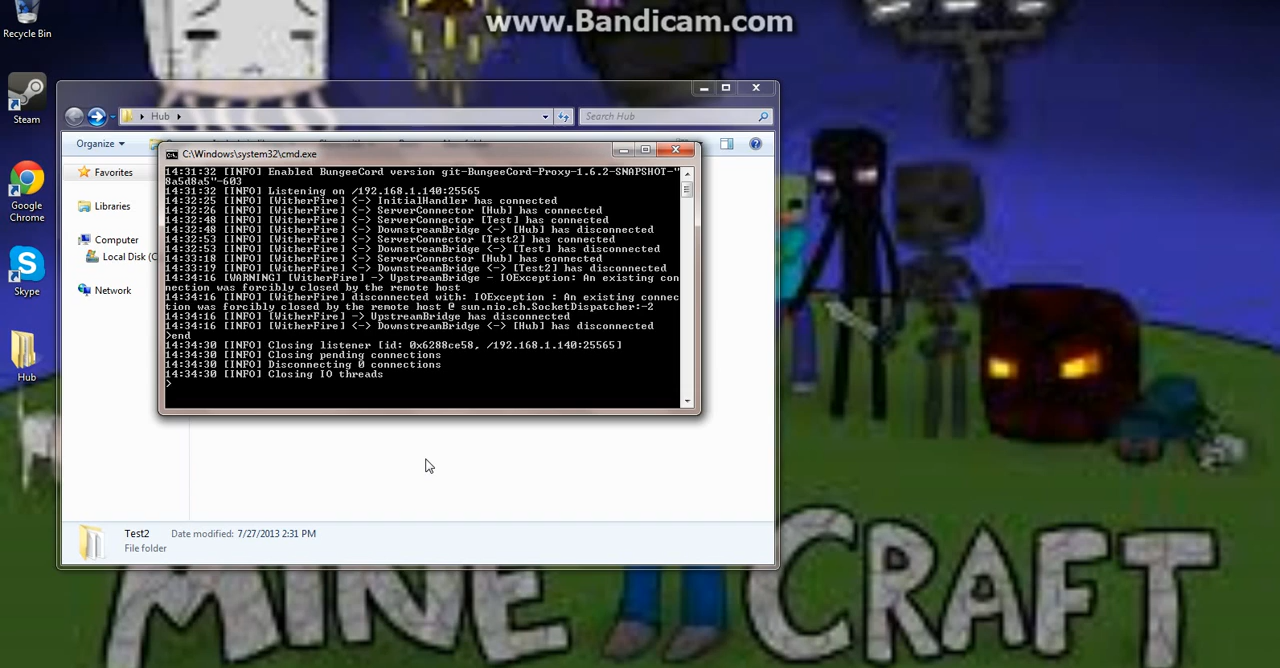 www.Bandicam.com
Recycle Bin
Steam
Google
Chrome
Skype
Hub
Hub
Search Hub
Organize
Favorites
Libraries
Computer
Local Disk (C
Network
C:\Windows\system32\cmd.exe
14:31:32 [INFO] Enabled BungeeCord version git-BungeeCord-Proxy-1.6.2-SNAPSHOT-"
8a5d8a5"-603
14:31:32 [INFO] Listening on /192.168.1.140:25565
14:32:25 [INFO] [WitherFire] <-> InitialHandler has connected
14:32:26 [INFO] [WitherFire] <-> ServerConnector [Hub] has connected
14:32:48 [INFO] [WitherFire] <-> ServerConnector [Test] has connected
14:32:48 [INFO] [WitherFire] <-> DownstreamBridge <-> [Hub] has disconnected
14:32:53 [INFO] [WitherFire] <-> ServerConnector [Test2] has connected
14:32:53 [INFO] [WitherFire] <-> DownstreamBridge <-> [Test] has disconnected
14:33:18 [INFO] [WitherFire] <-> ServerConnector [Hub] has connected
14:33:19 [INFO] [WitherFire] <-> DownstreamBridge <-> [Test2] has disconnected
14:34:16 [WARNING] [WitherFire] -> UpstreamBridge - IOException: An existing con
nection was forcibly closed by the remote host
14:34:16 [INFO] [WitherFire] disconnected with: IOException : An existing connec
tion was forcibly closed by the remote host @ sun.nio.ch.SocketDispatcher:-2
14:34:16 [INFO] [WitherFire] -> UpstreamBridge has disconnected
14:34:16 [INFO] [WitherFire] <-> DownstreamBridge <-> [Hub] has disconnected
>end
14:34:30 [INFO] Closing listener [id: 0x6288ce58, /192.168.1.140:25565]
14:34:30 [INFO] Closing pending connections
14:34:30 [INFO] Disconnecting 0 connections
14:34:30 [INFO] Closing IO threads
>
Test2
Date modified: 7/27/2013 2:31 PM
File folder
MINECRAFT